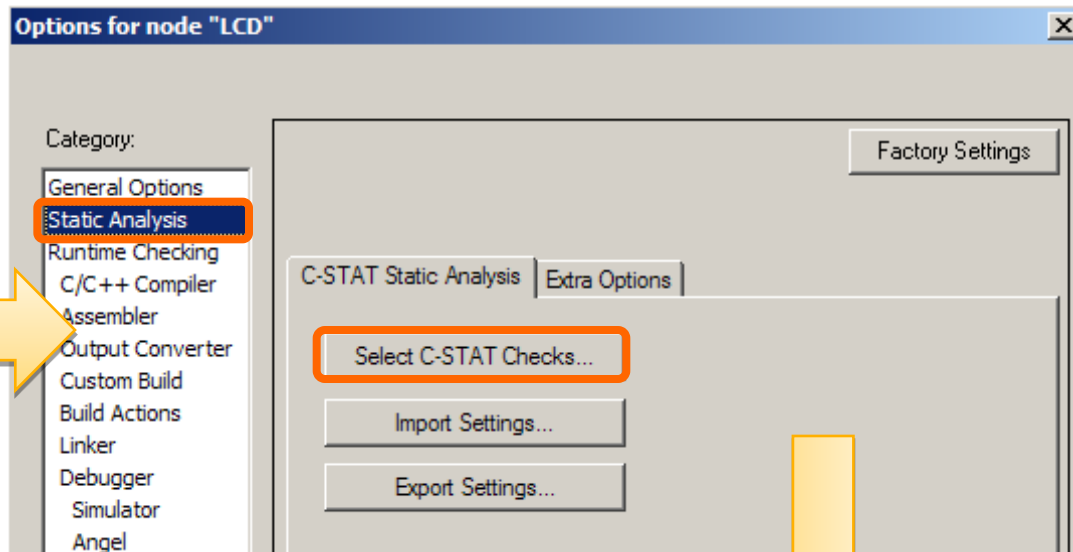 Options for node "LCD"
Category:
Factory Settings
General Options
Static Analysis
Runtime Checking
C/C++ Compiler
Assembler
Output Converter
Custom Build
Build Actions
Linker
Debugger
Simulator
Angel
C-STAT Static Analysis
Extra Options
Select C-STAT Checks...
Import Settings...
Export Settings...